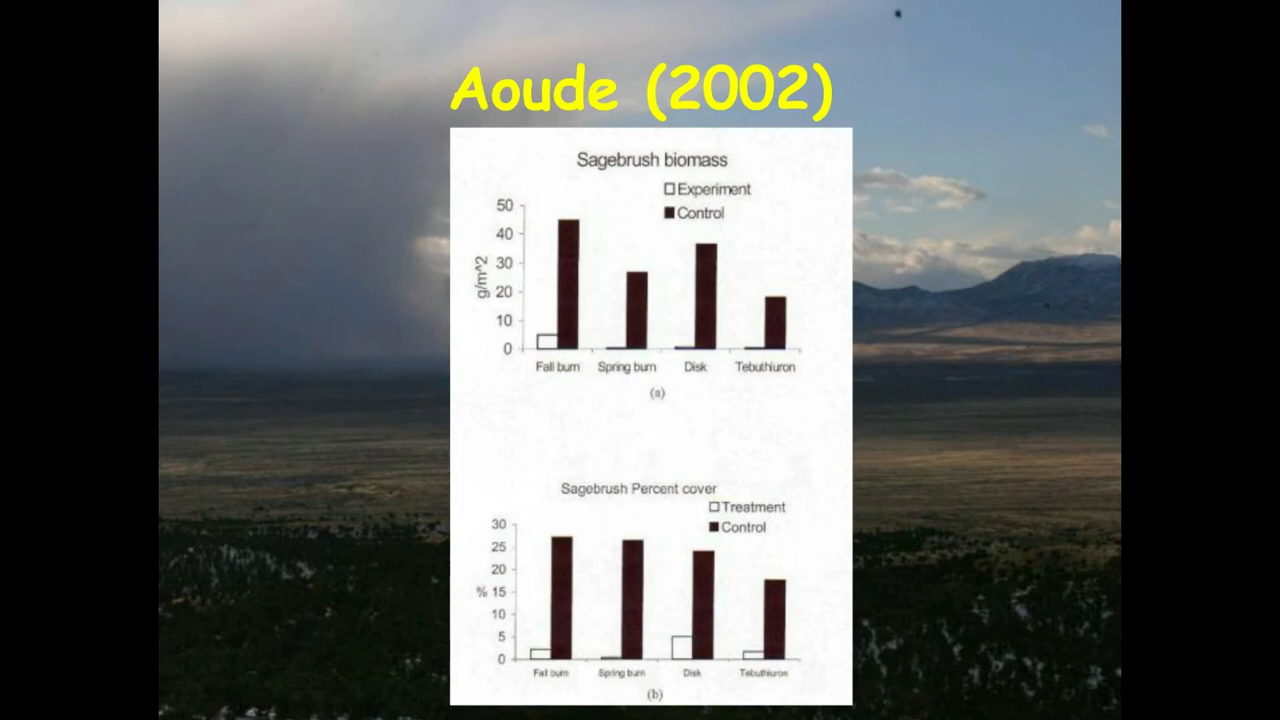 Aoude (2002)
Sagebrush biomass
Experiment
Control
50
40
30
20
10
0
g/m^2
Fall burn Spring burn Disk Tebuthiuron
(a)
Sagebrush Percent cover
Treatment
Control
30
25
20
% 15
10
5
0
Fall burn Spring burn Disk Tebuthiuron
(b)